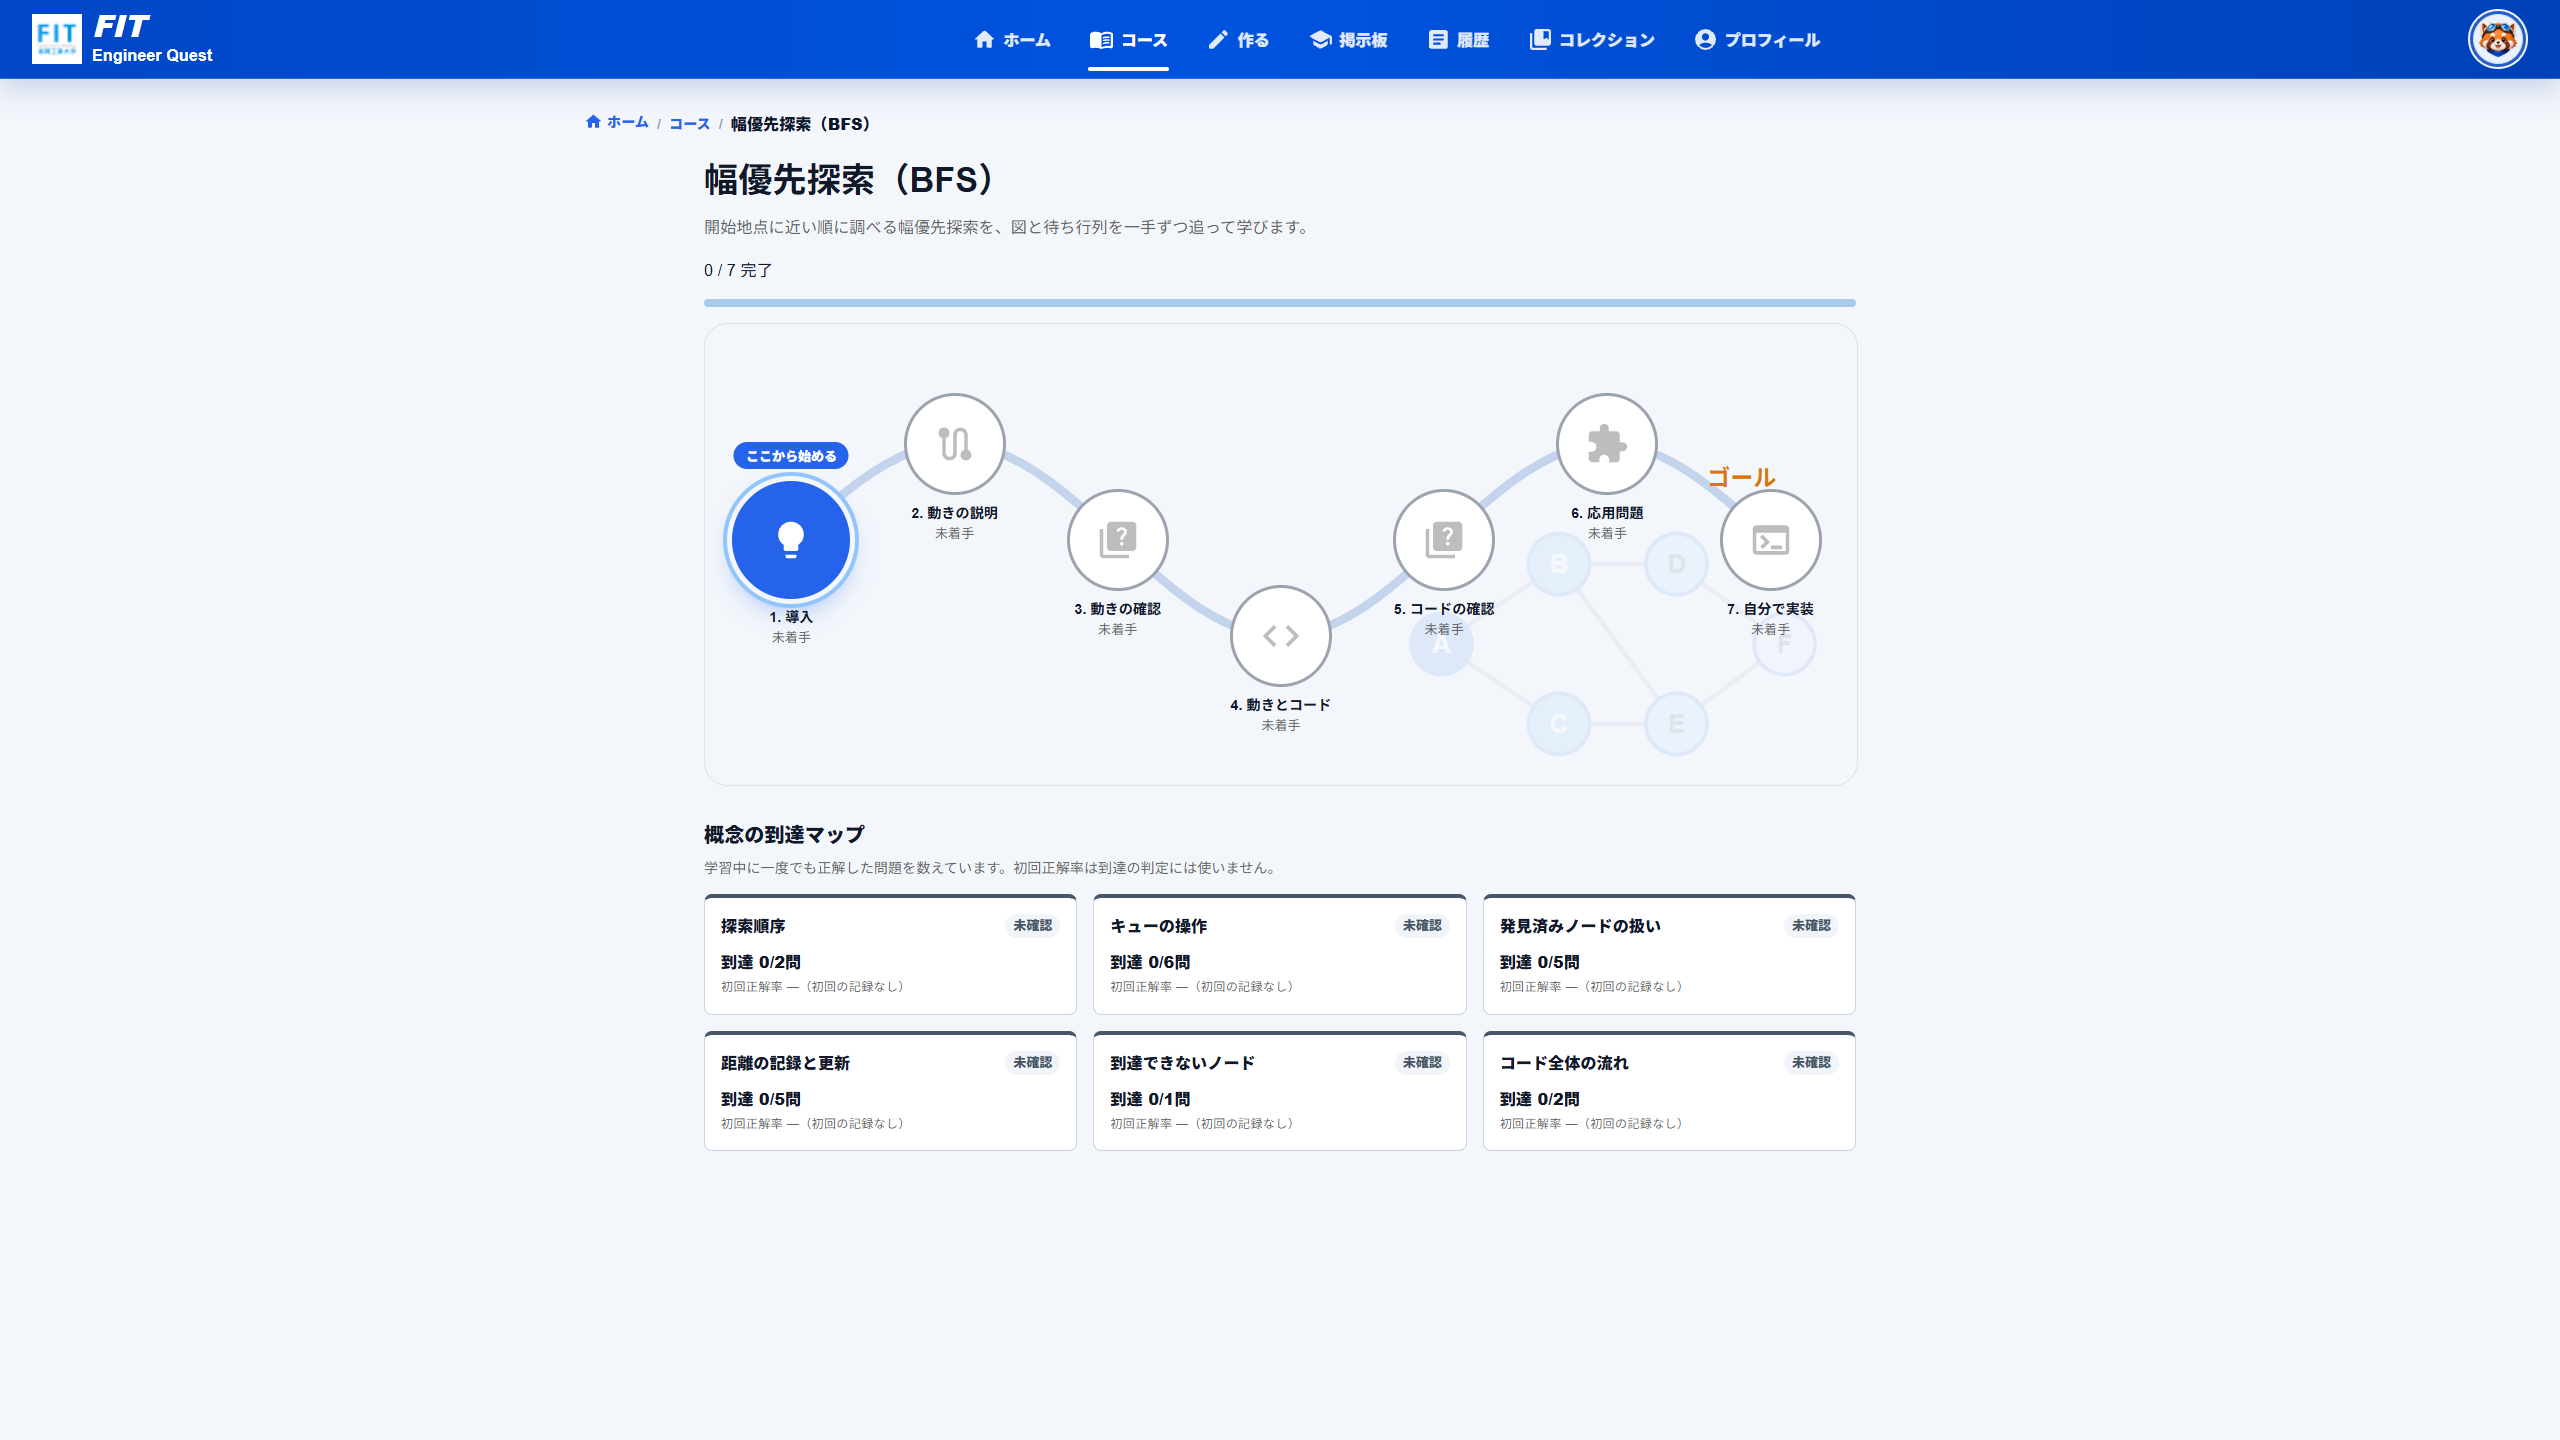 FIT
FIT
Engineer Quest
ホーム
コース
作る
掲示板
履歴
コレクション
プロフィール
ホーム / コース / 幅優先探索（BFS）
幅優先探索（BFS）
開始地点に近い順に調べる幅優先探索を、図と待ち行列を一手ずつ追って学びます。
0 / 7 完了
ここから始める
1. 導入
未着手
2. 動きの説明
未着手
3. 動きの確認
未着手
4. 動きとコード
未着手
5. コードの確認
未着手
6. 応用問題
未着手
ゴール
7. 自分で実装
未着手
A
B
C
D
E
F
概念の到達マップ
学習中に一度でも正解した問題を数えています。初回正解率は到達の判定には使いません。
探索順序
未確認
到達 0/2問
初回正解率 —（初回の記録なし）
キューの操作
未確認
到達 0/6問
初回正解率 —（初回の記録なし）
発見済みノードの扱い
未確認
到達 0/5問
初回正解率 —（初回の記録なし）
距離の記録と更新
未確認
到達 0/5問
初回正解率 —（初回の記録なし）
到達できないノード
未確認
到達 0/1問
初回正解率 —（初回の記録なし）
コード全体の流れ
未確認
到達 0/2問
初回正解率 —（初回の記録なし）